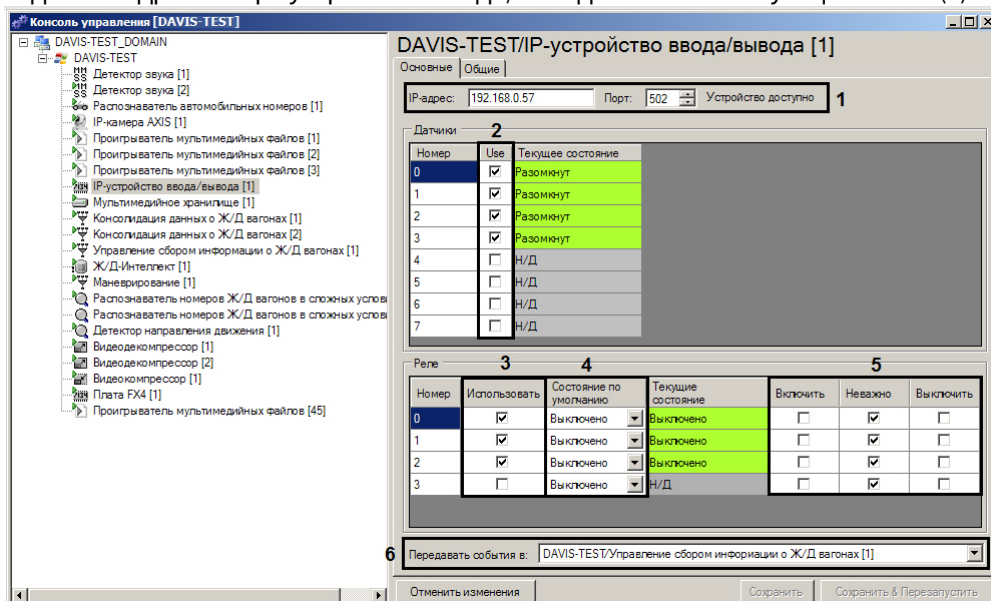 Консоль управления [DAVIS-TEST]
DAVIS-TEST_DOMAIN
DAVIS-TEST
Детектор звука [1]
Детектор звука [2]
Распознаватель автомобильных номеров [1]
IP-камера AXIS [1]
Проигрыватель мультимедийных файлов [1]
Проигрыватель мультимедийных файлов [2]
Проигрыватель мультимедийных файлов [3]
IP-устройство ввода/вывода [1]
Мультимедийное хранилище [1]
Консолидация данных о Ж/Д вагонах [1]
Консолидация данных о Ж/Д вагонах [2]
Управление сбором информации о Ж/Д вагонах [1]
Ж/Д-Интеллект [1]
Маневрирование [1]
Распознаватель номеров Ж/Д вагонов в сложных услов
Распознаватель номеров Ж/Д вагонов в сложных услов
Детектор направления движения [1]
Видеодекомпрессор [1]
Видеодекомпрессор [2]
Видеокомпрессор [1]
Плата FX4 [1]
Проигрыватель мультимедийных файлов [45]
DAVIS-TEST/IP-устройство ввода/вывода [1]
Основные Общие
IP-адрес: 192.168.0.57 Порт: 502 Устройство доступно 1
Датчики 2
Номер Use Текущее состояние
0 Разомкнут
1 Разомкнут
2 Разомкнут
3 Разомкнут
4 Н/Д
5 Н/Д
6 Н/Д
7 Н/Д
Реле 3 4 5
Номер Использовать Состояние по умолчанию Текущие состояние Включить Неважно Выключить
0 Выключено Выключено
1 Выключено Выключено
2 Выключено Выключено
3 Выключено Н/Д
6 Передавать события в: DAVIS-TEST/Управление сбором информации о Ж/Д вагонах [1]
Отменить изменения Сохранить Сохранить & Перезапустить